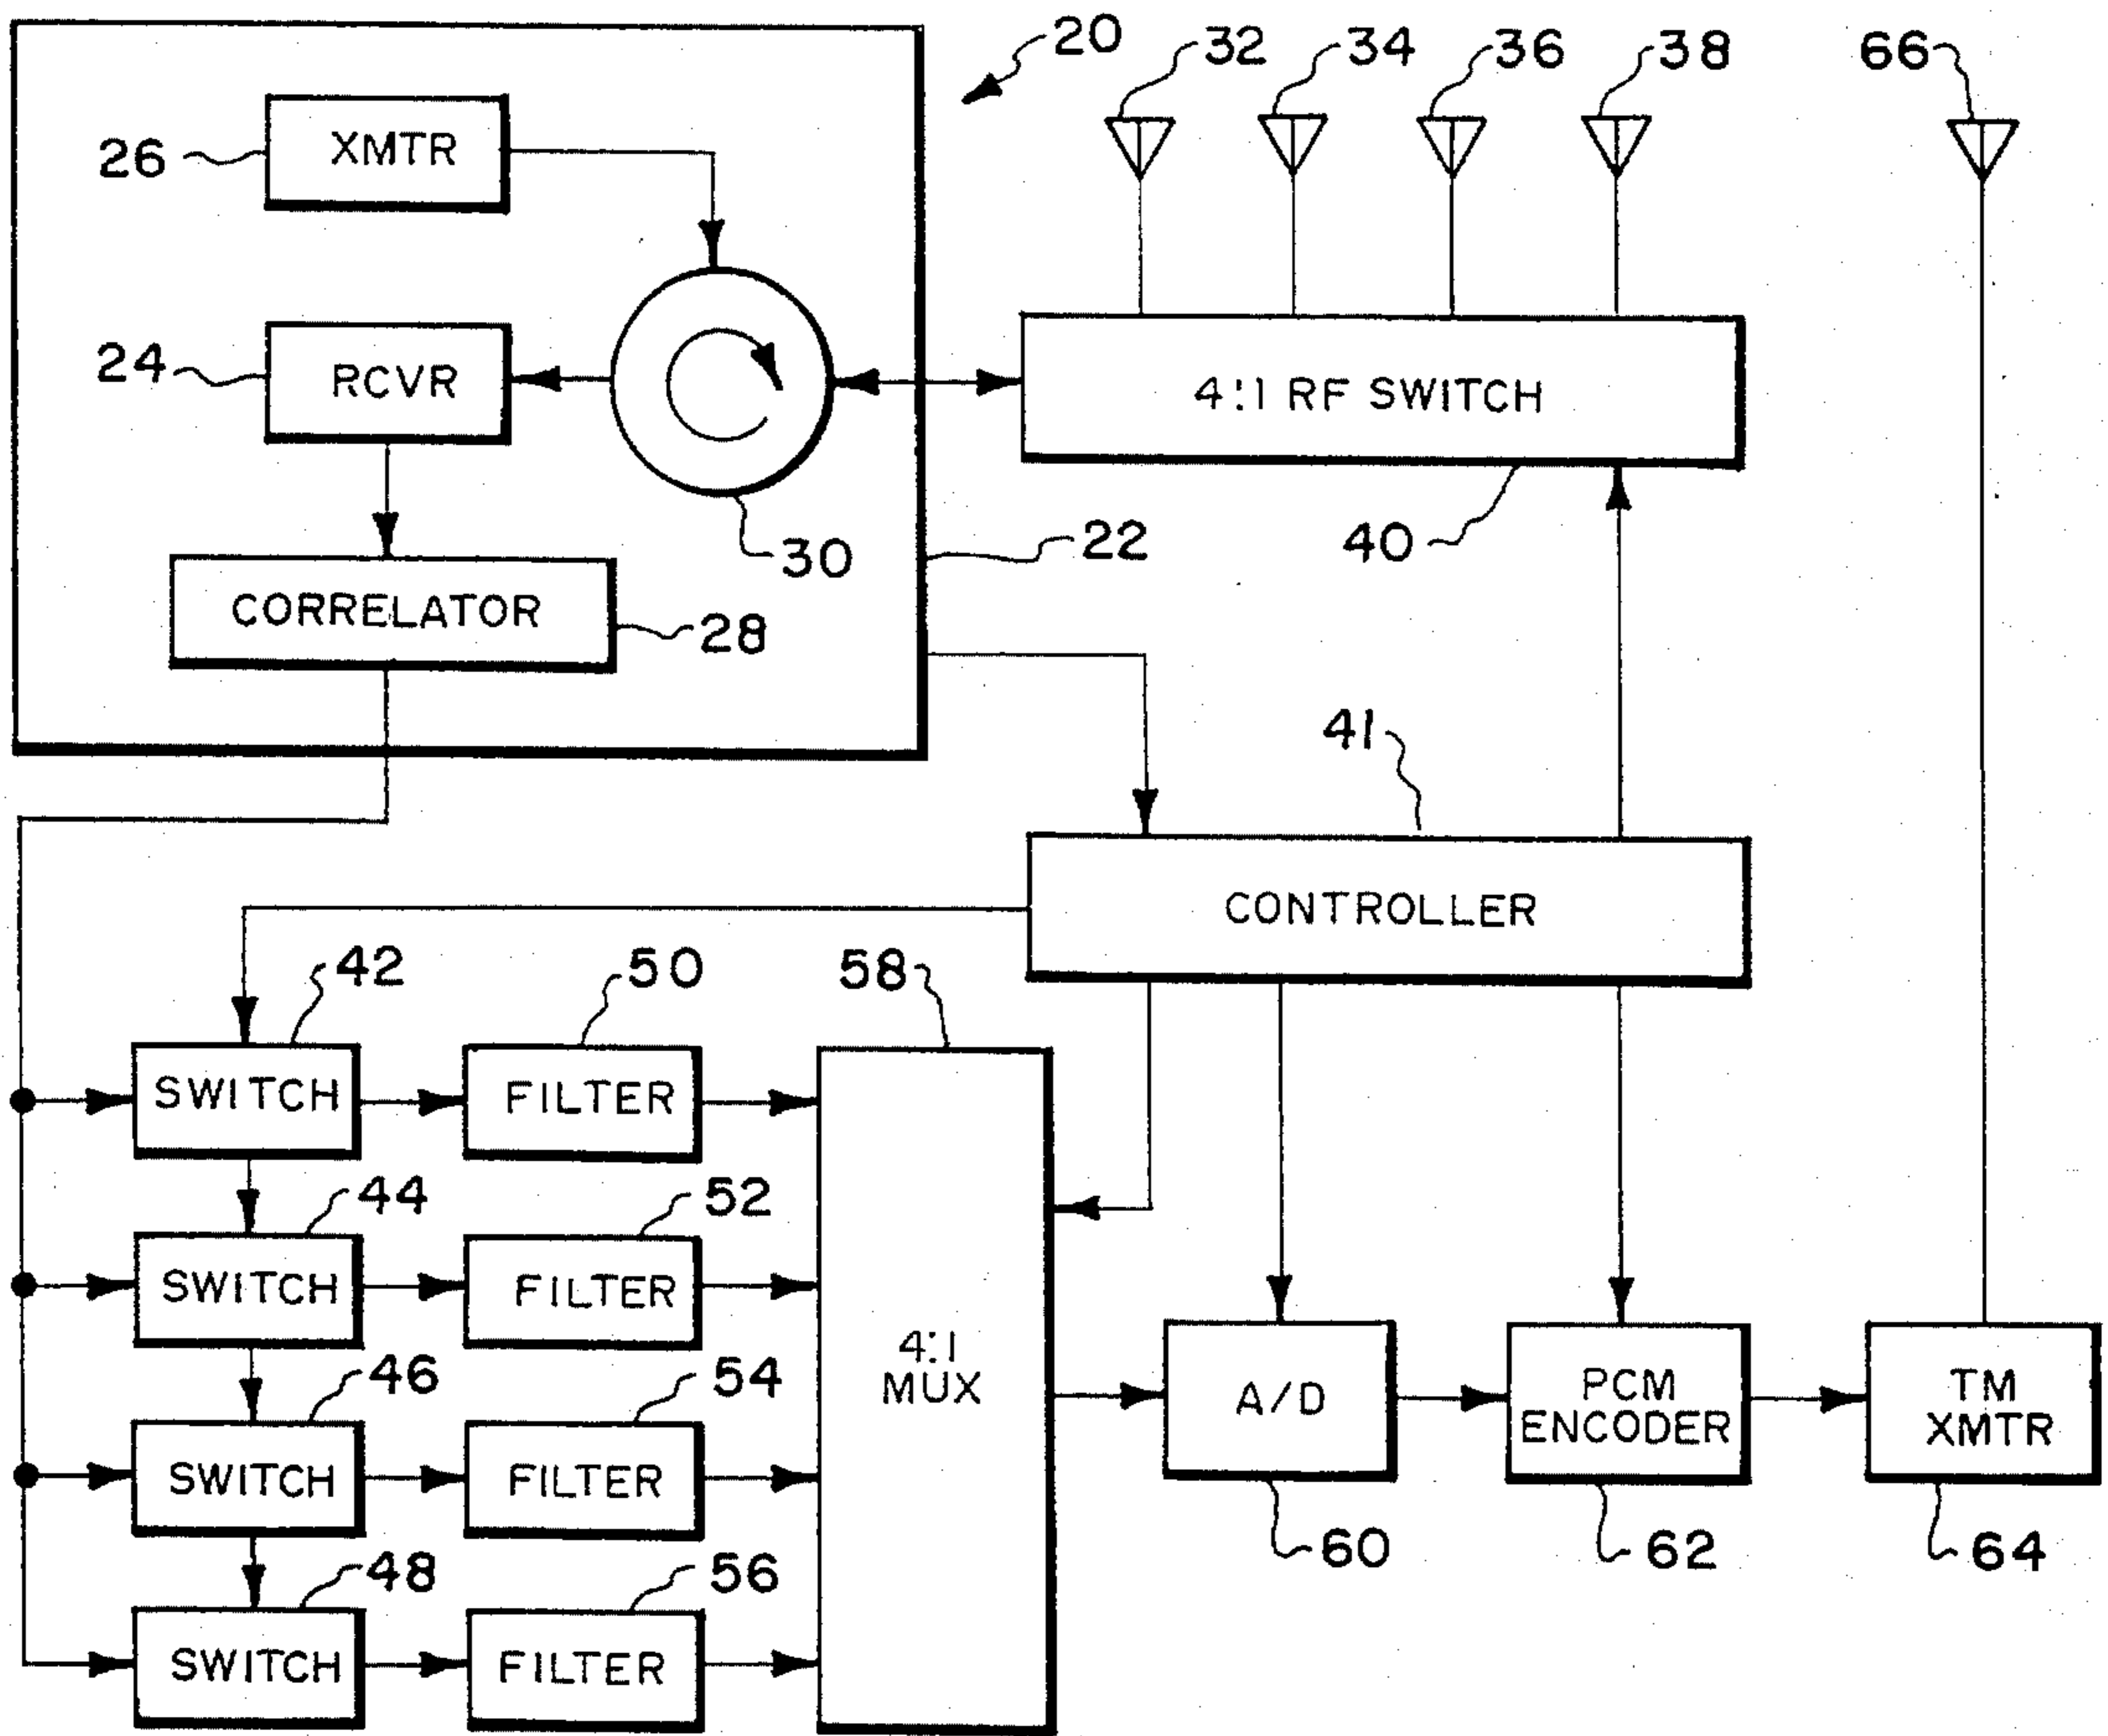 20
32
34
36
38
66
26
XMTR
24
RCVR
4:1 RF SWITCH
30
22
40
CORRELATOR
28
41
CONTROLLER
42
50
58
SWITCH
FILTER
44
52
SWITCH
FILTER
4:1
MUX
A/D
PCM
ENCODER
TM
XMTR
46
54
SWITCH
FILTER
60
62
64
48
56
SWITCH
FILTER